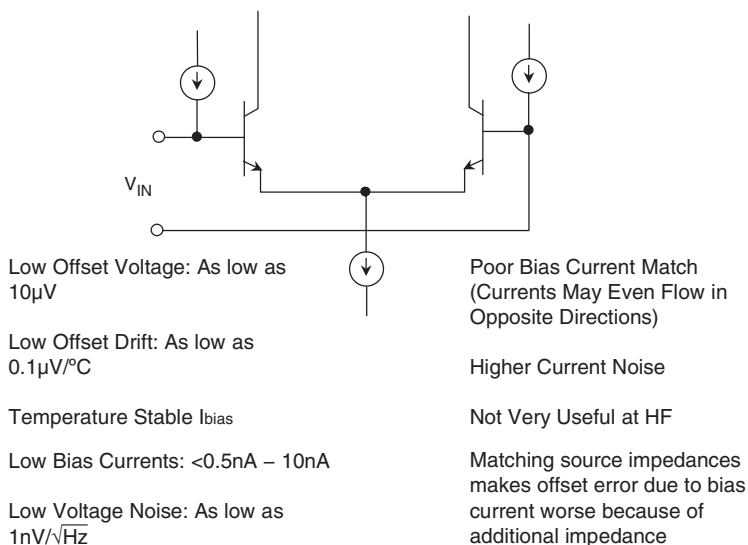 V_IN
Low Offset Voltage: As low as
10µV
Low Offset Drift: As low as
0.1µV/ºC
Temperature Stable Ibias
Low Bias Currents: <0.5nA – 10nA
Low Voltage Noise: As low as
1nV/√Hz
Poor Bias Current Match
(Currents May Even Flow in
Opposite Directions)
Higher Current Noise
Not Very Useful at HF
Matching source impedances
makes offset error due to bias
current worse because of
additional impedance